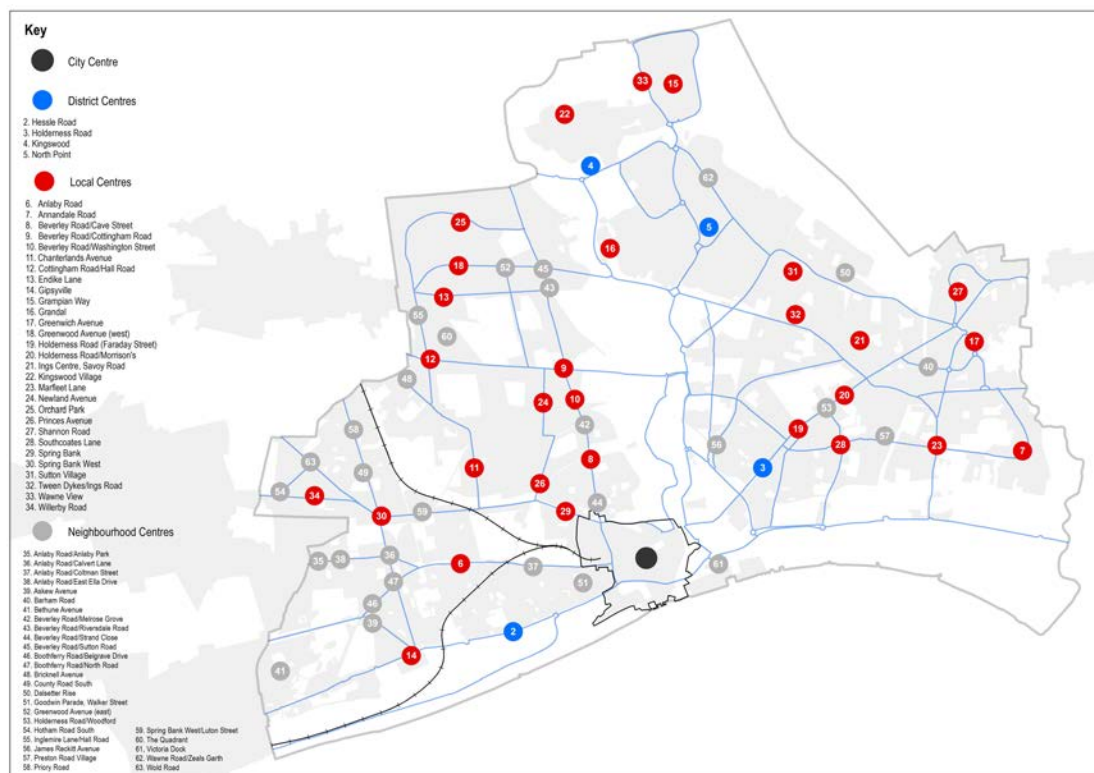 Key
City Centre
District Centres
2. Hessle Road
3. Holderness Road
4. Kingswood
5. North Point
Local Centres
6. Anlaby Road
7. Annandale Road
8. Beverley Road/Cave Street
9. Beverley Road/Cottingham Road
10. Beverley Road/Washington Street
11. Chanterlands Avenue
12. Cottingham Road/Hall Road
13. Endike Lane
14. Gipsyville
15. Grampian Way
16. Grandal
17. Greenwich Avenue
18. Greenwood Avenue (west)
19. Holderness Road (Faraday Street)
20. Holderness Road/Morrison's
21. Ings Centre, Savoy Road
22. Kingswood Village
23. Marfleet Lane
24. Newland Avenue
25. Orchard Park
26. Princes Avenue
27. Shannon Road
28. Southcoates Lane
29. Spring Bank
30. Spring Bank West
31. Sutton Village
32. Tween Dykes/Ings Road
33. Wawne View
34. Willerby Road
Neighbourhood Centres
35. Anlaby Road/Anlaby Park
36. Anlaby Road/Calvert Lane
37. Anlaby Road/Coltman Street
38. Anlaby Road/East Ella Drive
39. Askew Avenue
40. Barham Road
41. Bethune Avenue
42. Beverley Road/Melrose Grove
43. Beverley Road/Riversdale Road
44. Beverley Road/Strand Close
45. Beverley Road/Sutton Road
46. Boothferry Road/Belgrave Drive
47. Boothferry Road/North Road
48. Bricknell Avenue
49. County Road South
50. Dalsetter Rise
51. Goodwin Parade, Walker Street
52. Greenwood Avenue (east)
53. Holderness Road/Woodford
54. Hotham Road South
55. Inglemire Lane/Hall Road
56. James Reckitt Avenue
57. Preston Road Village
58. Priory Road
59. Spring Bank West/Luton Street
60. The Quadrant
61, Victoria Dock
62. Wawne Road/Zeals Garth
63. Wold Road
33
15
22
4
62
25
5
16
18
52
45
31
50
13
43
27
55
32
60
21
17
12
9
40
48
24
10
20
53
42
58
19
56
28
57
23
7
63
8
49
11
3
54
34
26
30
59
29
44
35
38
36
6
37
61
47
51
46
39
2
14
41